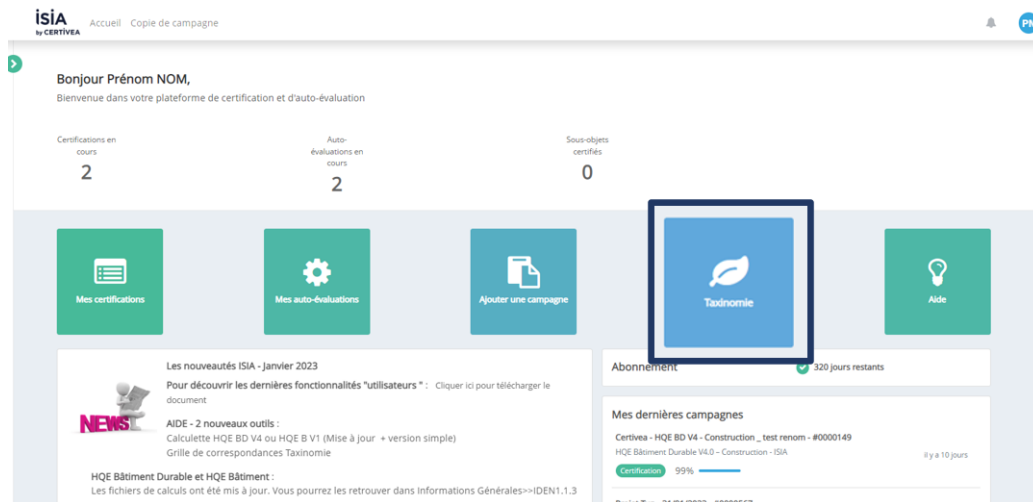 ISIA
by CERTIVEA
Accueil Copie de campagne
PN
Bonjour Prénom NOM,
Bienvenue dans votre plateforme de certification et d'auto-évaluation
Certifications en
cours
2
Auto-
évaluations en
cours
2
Sous-objets
certifiés
0
Mes certifications
Mes auto-évaluations
Ajouter une campagne
Taxinomie
Aide
NEWS
Les nouveautés ISIA - Janvier 2023
Pour découvrir les dernières fonctionnalités "utilisateurs " : Cliquer ici pour télécharger le
document
AIDE - 2 nouveaux outils :
Calculette HQE BD V4 ou HQE B V1 (Mise à jour + version simple)
Grille de correspondances Taxinomie
HQE Bâtiment Durable et HQE Bâtiment :
Les fichiers de calculs ont été mis à jour. Vous pourrez les retrouver dans Informations Générales>>IDEN1.1.3
Abonnement
320 jours restants
Mes dernières campagnes
Certivea - HQE BD V4 - Construction _ test renom - #0000149
HQE Bâtiment Durable V4.0 – Construction - ISIA
il y a 10 jours
Certification 99%